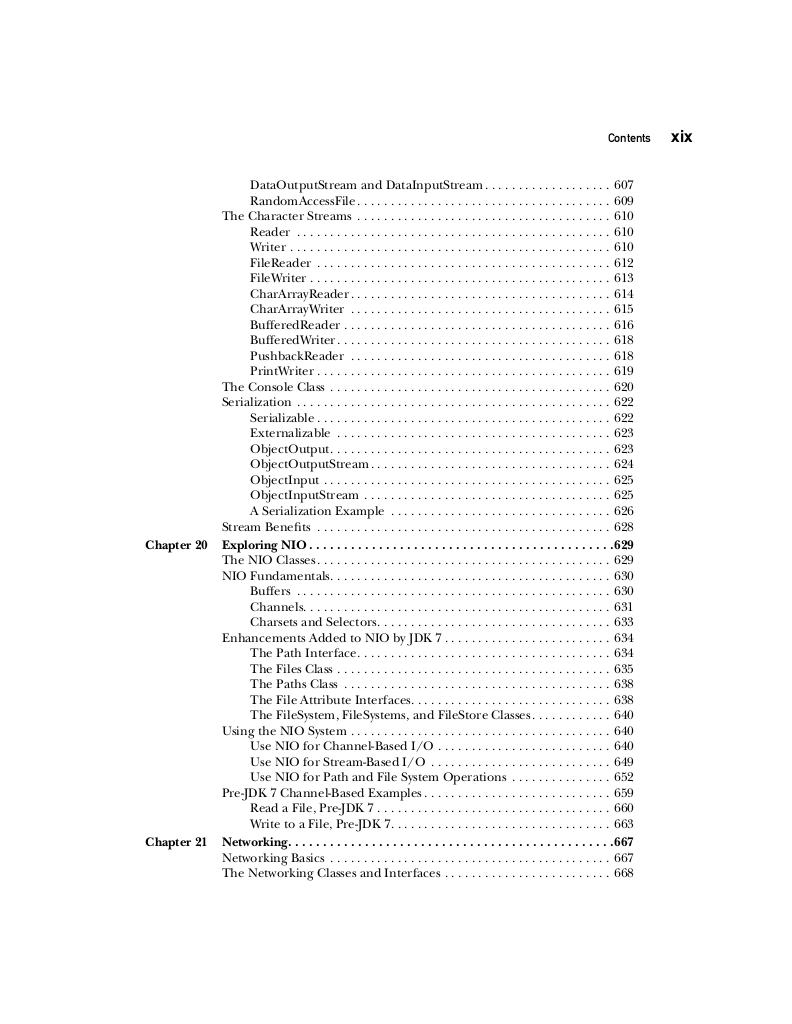 Contents xix
DataOutputStream and DataInputStream . . . . . . . . . . . . . . . . . . . 607
RandomAccessFile . . . . . . . . . . . . . . . . . . . . . . . . . . . . . . . . . . . . . . 609
The Character Streams . . . . . . . . . . . . . . . . . . . . . . . . . . . . . . . . . . . . . . 610
Reader . . . . . . . . . . . . . . . . . . . . . . . . . . . . . . . . . . . . . . . . . . . . . . . 610
Writer . . . . . . . . . . . . . . . . . . . . . . . . . . . . . . . . . . . . . . . . . . . . . . . . 610
FileReader . . . . . . . . . . . . . . . . . . . . . . . . . . . . . . . . . . . . . . . . . . . . 612
FileWriter . . . . . . . . . . . . . . . . . . . . . . . . . . . . . . . . . . . . . . . . . . . . . 613
CharArrayReader . . . . . . . . . . . . . . . . . . . . . . . . . . . . . . . . . . . . . . . 614
CharArrayWriter . . . . . . . . . . . . . . . . . . . . . . . . . . . . . . . . . . . . . . . 615
BufferedReader . . . . . . . . . . . . . . . . . . . . . . . . . . . . . . . . . . . . . . . . 616
BufferedWriter . . . . . . . . . . . . . . . . . . . . . . . . . . . . . . . . . . . . . . . . . 618
PushbackReader . . . . . . . . . . . . . . . . . . . . . . . . . . . . . . . . . . . . . . . 618
PrintWriter . . . . . . . . . . . . . . . . . . . . . . . . . . . . . . . . . . . . . . . . . . . . 619
The Console Class . . . . . . . . . . . . . . . . . . . . . . . . . . . . . . . . . . . . . . . . . . 620
Serialization . . . . . . . . . . . . . . . . . . . . . . . . . . . . . . . . . . . . . . . . . . . . . . . 622
Serializable . . . . . . . . . . . . . . . . . . . . . . . . . . . . . . . . . . . . . . . . . . . . 622
Externalizable . . . . . . . . . . . . . . . . . . . . . . . . . . . . . . . . . . . . . . . . . 623
ObjectOutput . . . . . . . . . . . . . . . . . . . . . . . . . . . . . . . . . . . . . . . . . . 623
ObjectOutputStream . . . . . . . . . . . . . . . . . . . . . . . . . . . . . . . . . . . . 624
ObjectInput . . . . . . . . . . . . . . . . . . . . . . . . . . . . . . . . . . . . . . . . . . . 625
ObjectInputStream . . . . . . . . . . . . . . . . . . . . . . . . . . . . . . . . . . . . . 625
A Serialization Example . . . . . . . . . . . . . . . . . . . . . . . . . . . . . . . . . 626
Stream Benefits . . . . . . . . . . . . . . . . . . . . . . . . . . . . . . . . . . . . . . . . . . . . 628
Chapter 20 Exploring NIO . . . . . . . . . . . . . . . . . . . . . . . . . . . . . . . . . . . . . . . . . . . .629
The NIO Classes . . . . . . . . . . . . . . . . . . . . . . . . . . . . . . . . . . . . . . . . . . . . 629
NIO Fundamentals . . . . . . . . . . . . . . . . . . . . . . . . . . . . . . . . . . . . . . . . . . 630
Buffers . . . . . . . . . . . . . . . . . . . . . . . . . . . . . . . . . . . . . . . . . . . . . . . 630
Channels . . . . . . . . . . . . . . . . . . . . . . . . . . . . . . . . . . . . . . . . . . . . . . 631
Charsets and Selectors . . . . . . . . . . . . . . . . . . . . . . . . . . . . . . . . . . . 633
Enhancements Added to NIO by JDK 7 . . . . . . . . . . . . . . . . . . . . . . . . . 634
The Path Interface . . . . . . . . . . . . . . . . . . . . . . . . . . . . . . . . . . . . . . 634
The Files Class . . . . . . . . . . . . . . . . . . . . . . . . . . . . . . . . . . . . . . . . . 635
The Paths Class . . . . . . . . . . . . . . . . . . . . . . . . . . . . . . . . . . . . . . . . 638
The File Attribute Interfaces . . . . . . . . . . . . . . . . . . . . . . . . . . . . . . 638
The FileSystem, FileSystems, and FileStore Classes . . . . . . . . . . . . 640
Using the NIO System . . . . . . . . . . . . . . . . . . . . . . . . . . . . . . . . . . . . . . . 640
Use NIO for Channel-Based I/O . . . . . . . . . . . . . . . . . . . . . . . . . . 640
Use NIO for Stream-Based I/O . . . . . . . . . . . . . . . . . . . . . . . . . . . 649
Use NIO for Path and File System Operations . . . . . . . . . . . . . . . 652
Pre-JDK 7 Channel-Based Examples . . . . . . . . . . . . . . . . . . . . . . . . . . . . 659
Read a File, Pre-JDK 7 . . . . . . . . . . . . . . . . . . . . . . . . . . . . . . . . . . . 660
Write to a File, Pre-JDK 7 . . . . . . . . . . . . . . . . . . . . . . . . . . . . . . . . . 663
Chapter 21 Networking . . . . . . . . . . . . . . . . . . . . . . . . . . . . . . . . . . . . . . . . . . . . . . .667
Networking Basics . . . . . . . . . . . . . . . . . . . . . . . . . . . . . . . . . . . . . . . . . . 667
The Networking Classes and Interfaces . . . . . . . . . . . . . . . . . . . . . . . . . 668